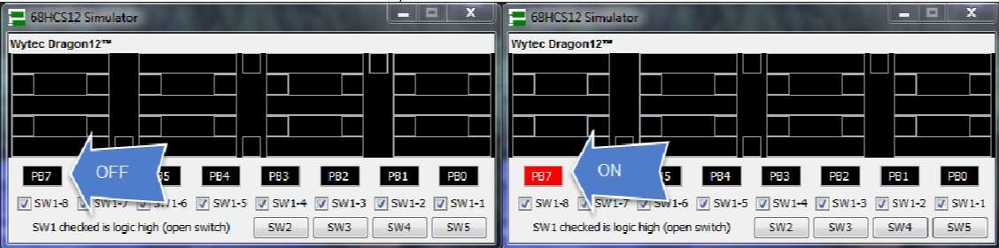 68HCS12 Simulator
Wytec Dragon12™
OFF
PB7 PB4 PB3 PB2 PB1 PB0
SW1-8 SW1-7 SW1-6 SW1-5 SW1-4 SW1-3 SW1-2 SW1-1
SW1 checked is logic high (open switch) SW2 SW3 SW4 SW5
68HCS12 Simulator
Wytec Dragon12™
ON
PB7 PB4 PB3 PB2 PB1 PB0
SW1-8 SW1-7 SW1-6 SW1-5 SW1-4 SW1-3 SW1-2 SW1-1
SW1 checked is logic high (open switch) SW2 SW3 SW4 SW5